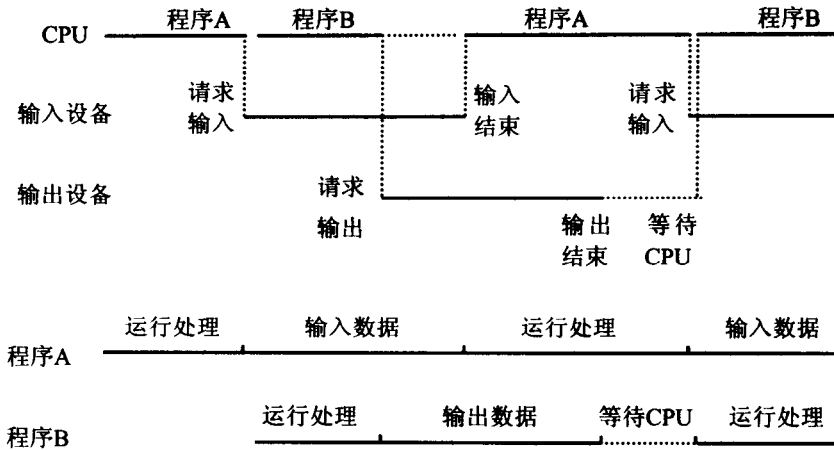 CPU 程序A 程序B 程序A 程序B
请求 输入 请求
输入设备 输入 结束 输入
输出设备 请求
输出 输出 等待
结束 CPU
运行处理 输入数据 运行处理 输入数据
程序A
运行处理 输出数据 等待CPU 运行处理
程序B